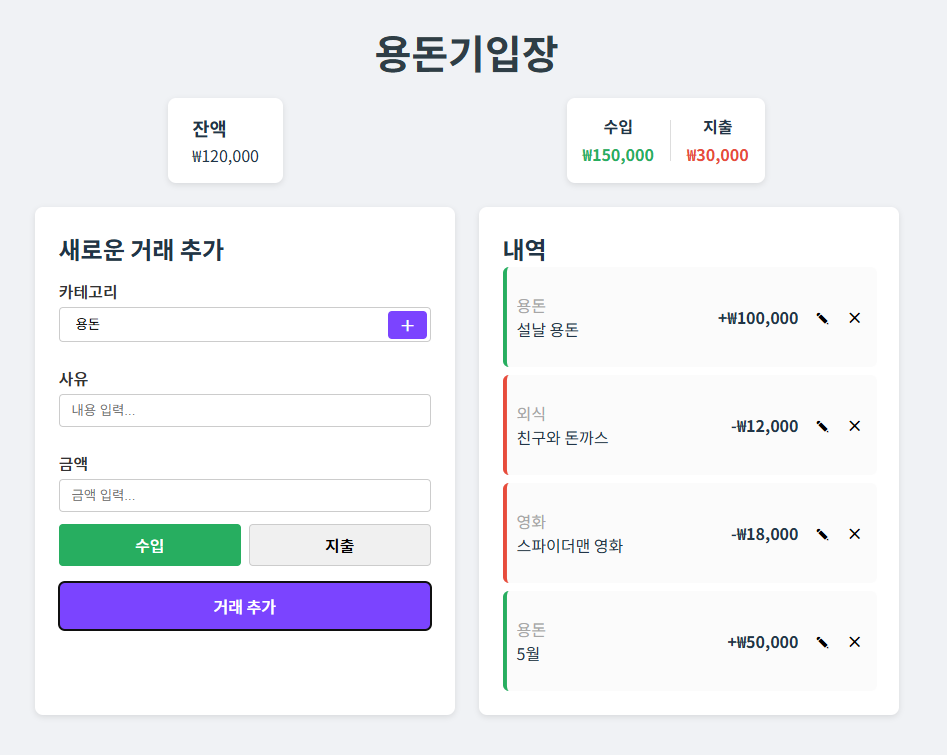 용돈기입장
잔액
₩120,000
수입
₩150,000
지출
₩30,000
새로운 거래 추가
카테고리
용돈
+
사유
내용 입력...
금액
금액 입력...
수입
지출
거래 추가
내역
용돈
설날 용돈
+₩100,000
외식
친구와 돈까스
-₩12,000
영화
스파이더맨 영화
-₩18,000
용돈
5월
+₩50,000